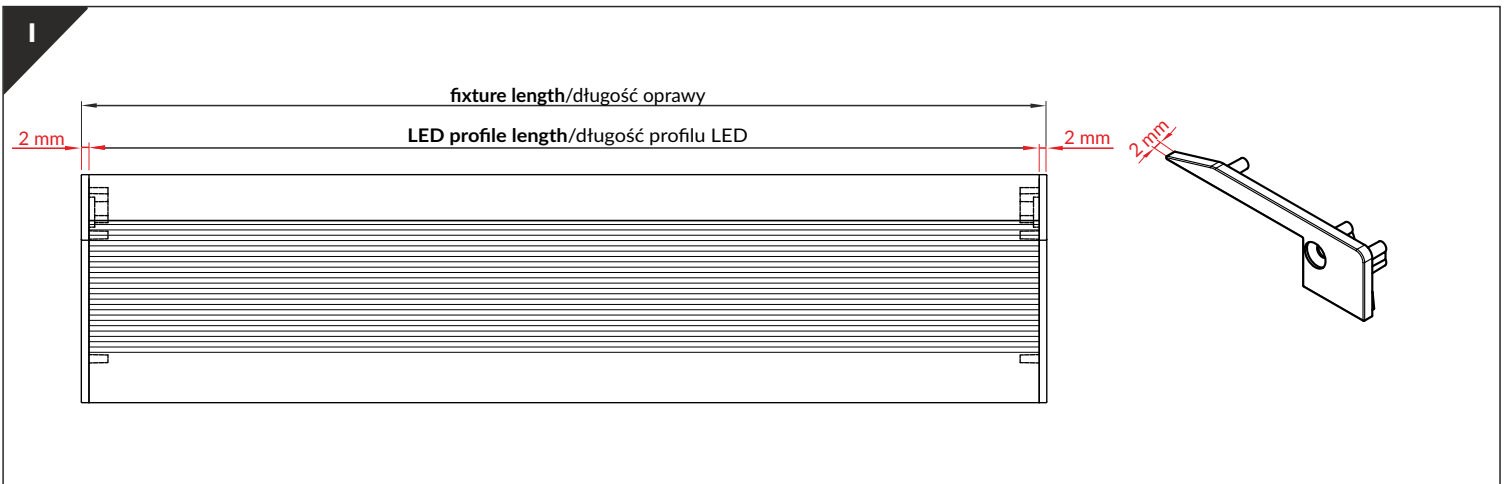 I
fixture length/długość oprawy
2 mm
LED profile length/długość profilu LED
2 mm
2 mm